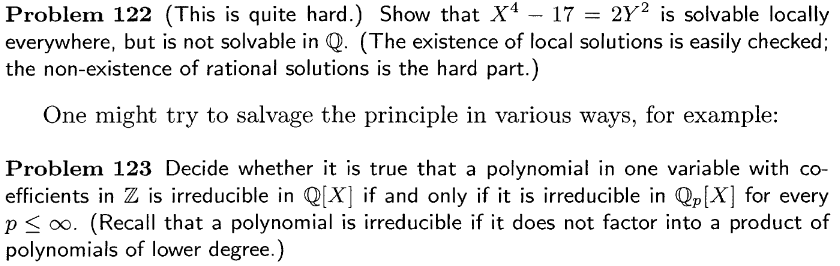 Problem 122 (This is quite hard.) Show that X⁴ − 17 = 2Y² is solvable locally
everywhere, but is not solvable in ℚ. (The existence of local solutions is easily checked;
the non-existence of rational solutions is the hard part.)
One might try to salvage the principle in various ways, for example:
Problem 123 Decide whether it is true that a polynomial in one variable with co-
efficients in ℤ is irreducible in ℚ[X] if and only if it is irreducible in ℚₚ[X] for every
p ≤ ∞. (Recall that a polynomial is irreducible if it does not factor into a product of
polynomials of lower degree.)